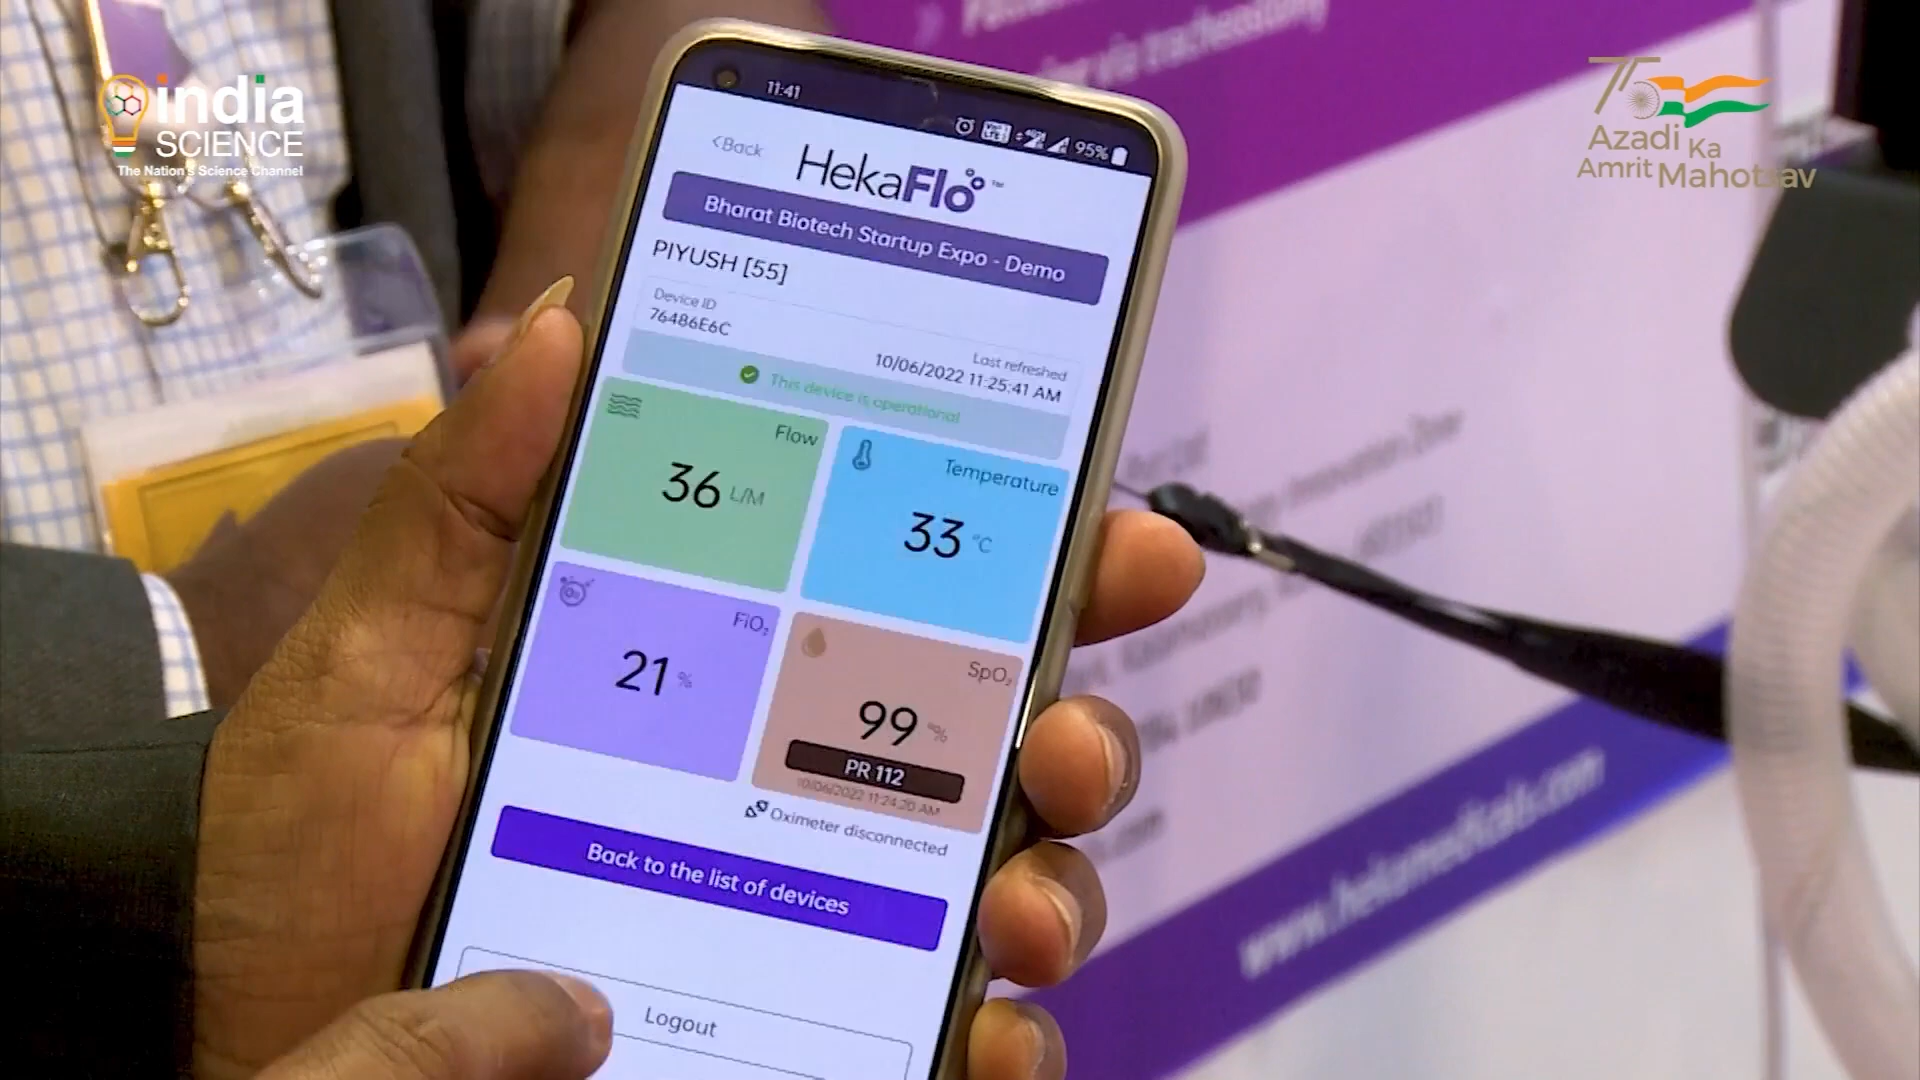 india
SCIENCE
The Nation's Science Channel
75
Azadi Ka
Amrit Mahotsav
via tracheostomy
11:41
95%
<Back
HekaFlo™
Bharat Biotech Startup Expo - Demo
PIYUSH [55]
Device ID
76486E6C
Last refreshed
10/06/2022 11:25:41 AM
This device is operational
Flow
36 L/M
Temperature
33 °C
FiO₂
21 %
SpO₂
99 %
PR 112
10/06/2022 11:24:20 AM
Oximeter disconnected
Back to the list of devices
Logout
www.hekamedicals.com